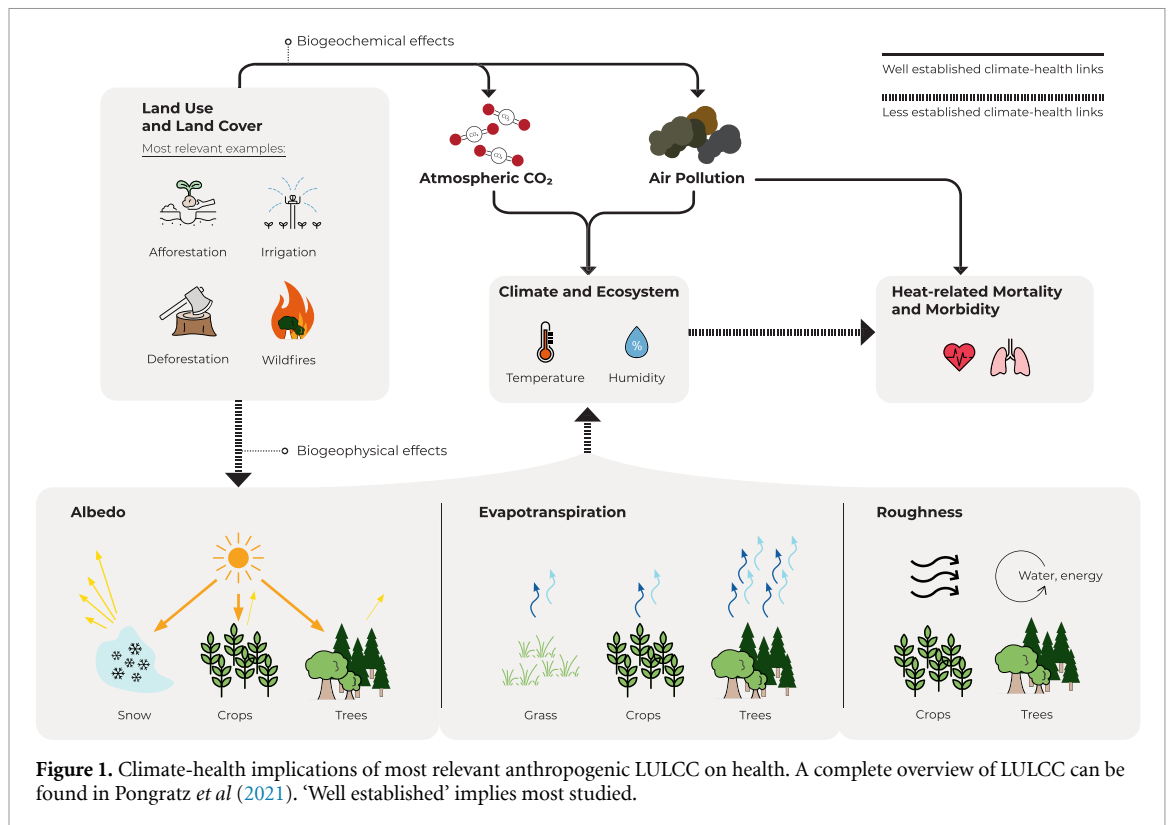 Biogeochemical effects
Well established climate-health links
Less established climate-health links
Land Use
and Land Cover
Most relevant examples:
Afforestation
Irrigation
Deforestation
Wildfires
CO₂
CO₂
CO₂
Atmospheric CO₂
Air Pollution
Climate and Ecosystem
%
Temperature
Humidity
Heat-related Mortality
and Morbidity
Biogeophysical effects
Albedo
Snow
Crops
Trees
Evapotranspiration
Grass
Crops
Trees
Roughness
Water, energy
Crops
Trees
Figure 1. Climate-health implications of most relevant anthropogenic LULCC on health. A complete overview of LULCC can be
found in Pongratz et al (2021). ‘Well established’ implies most studied.